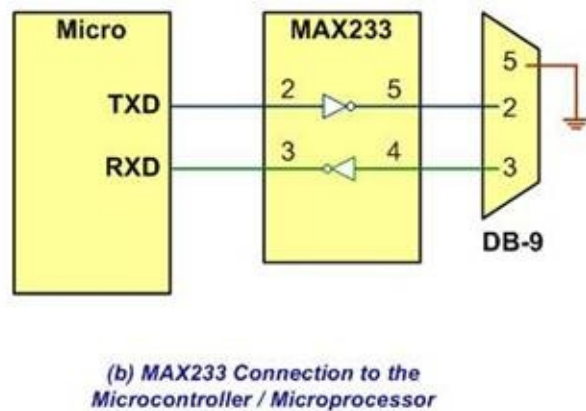 Micro
MAX233
TXD
2
5
5
2
RXD
3
4
3
DB-9
(b) MAX233 Connection to the
Microcontroller / Microprocessor